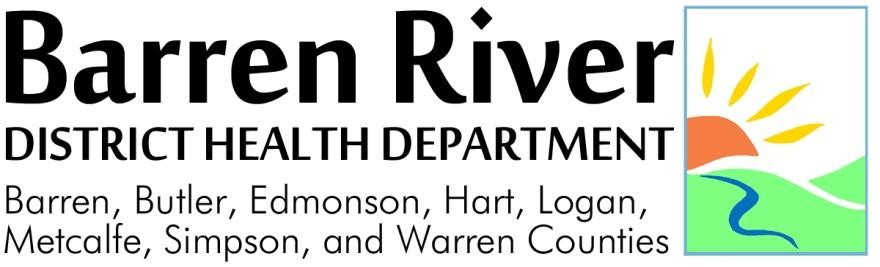 Barren River
DISTRICT HEALTH DEPARTMENT
Barren, Butler, Edmonson, Hart, Logan,
Metcalfe, Simpson, and Warren Counties